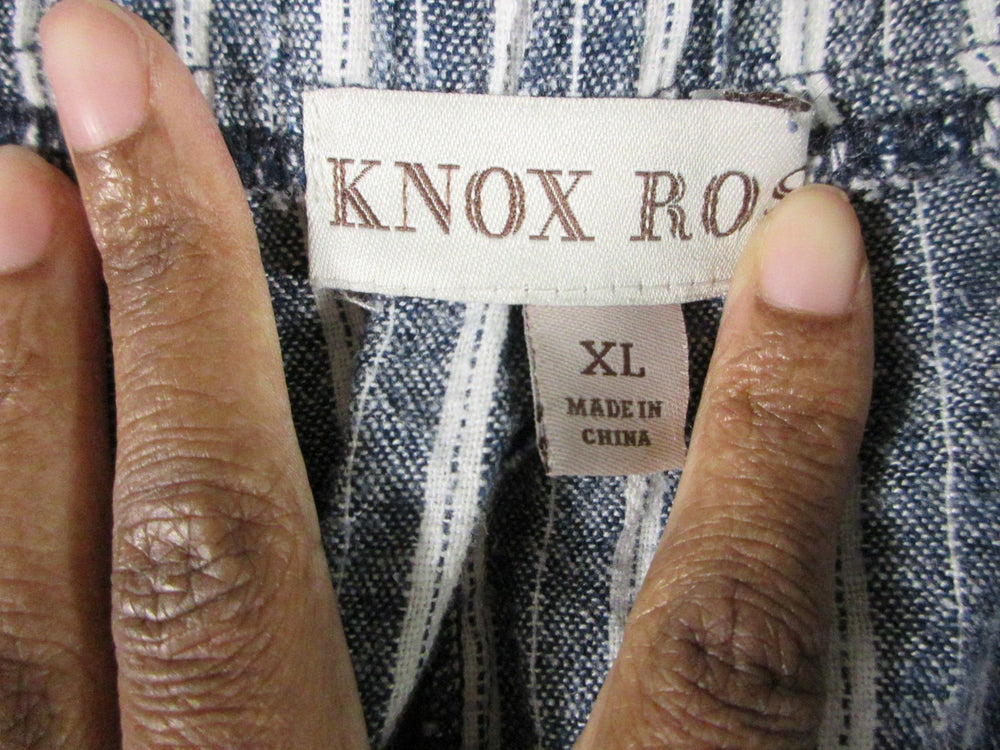 KNOX ROS
XL
MADE IN
CHINA